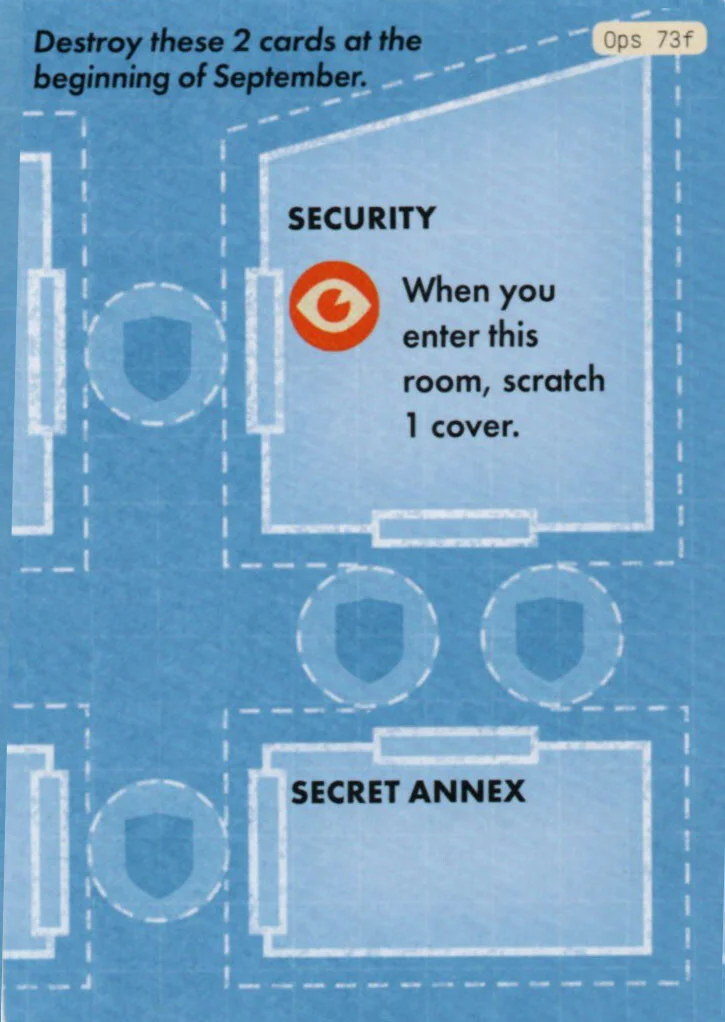 Destroy these 2 cards at the
beginning of September.
Ops 73f
SECURITY
When you
enter this
room, scratch
1 cover.
SECRET ANNEX